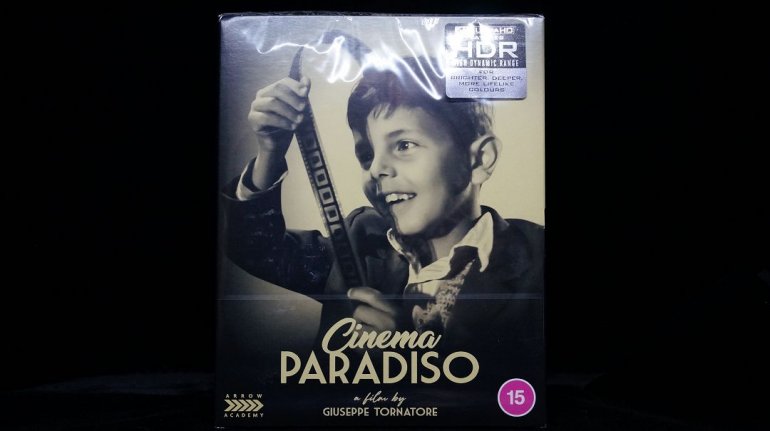 HDR
HIGH DYNAMIC RANGE
FOR
BRIGHTER, DEEPER,
MORE LIFELIKE
COLOURS
Cinema
PARADISO
a film by
GIUSEPPE TORNATORE
ARROW
ACADEMY
15